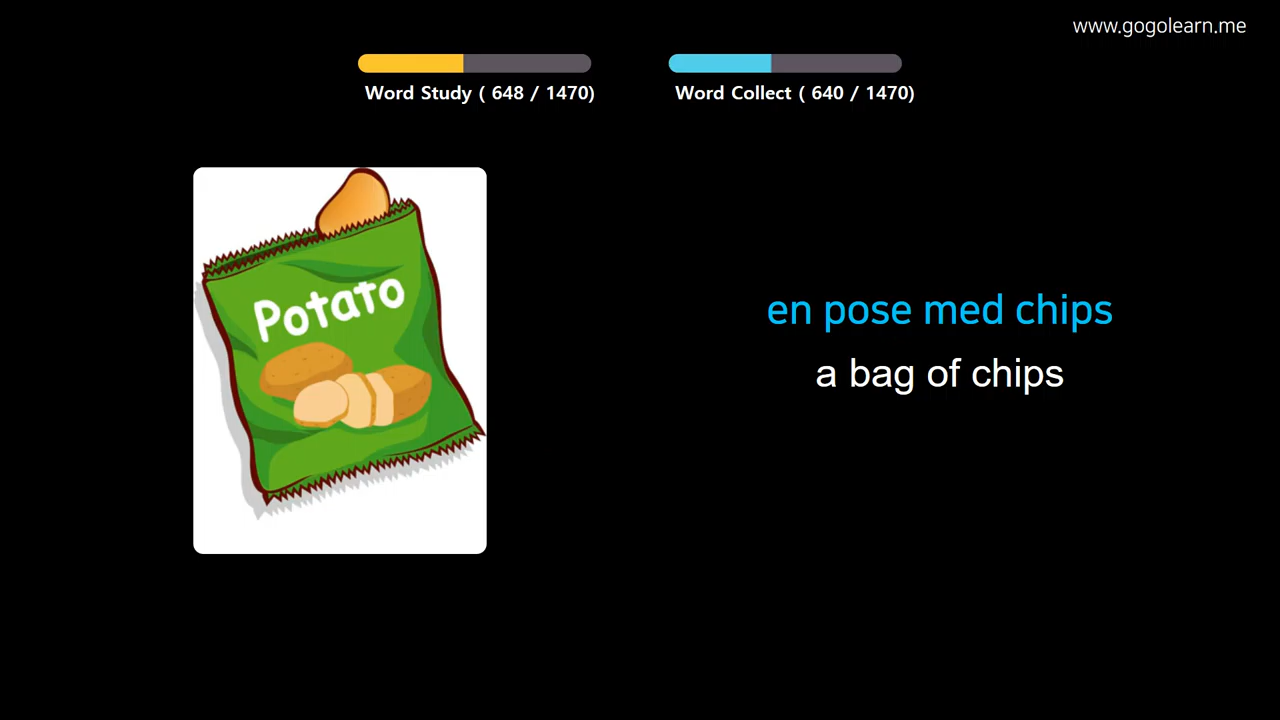 www.gogolearn.me
Word Study ( 648 / 1470)
Word Collect ( 640 / 1470)
Potato
en pose med chips
a bag of chips